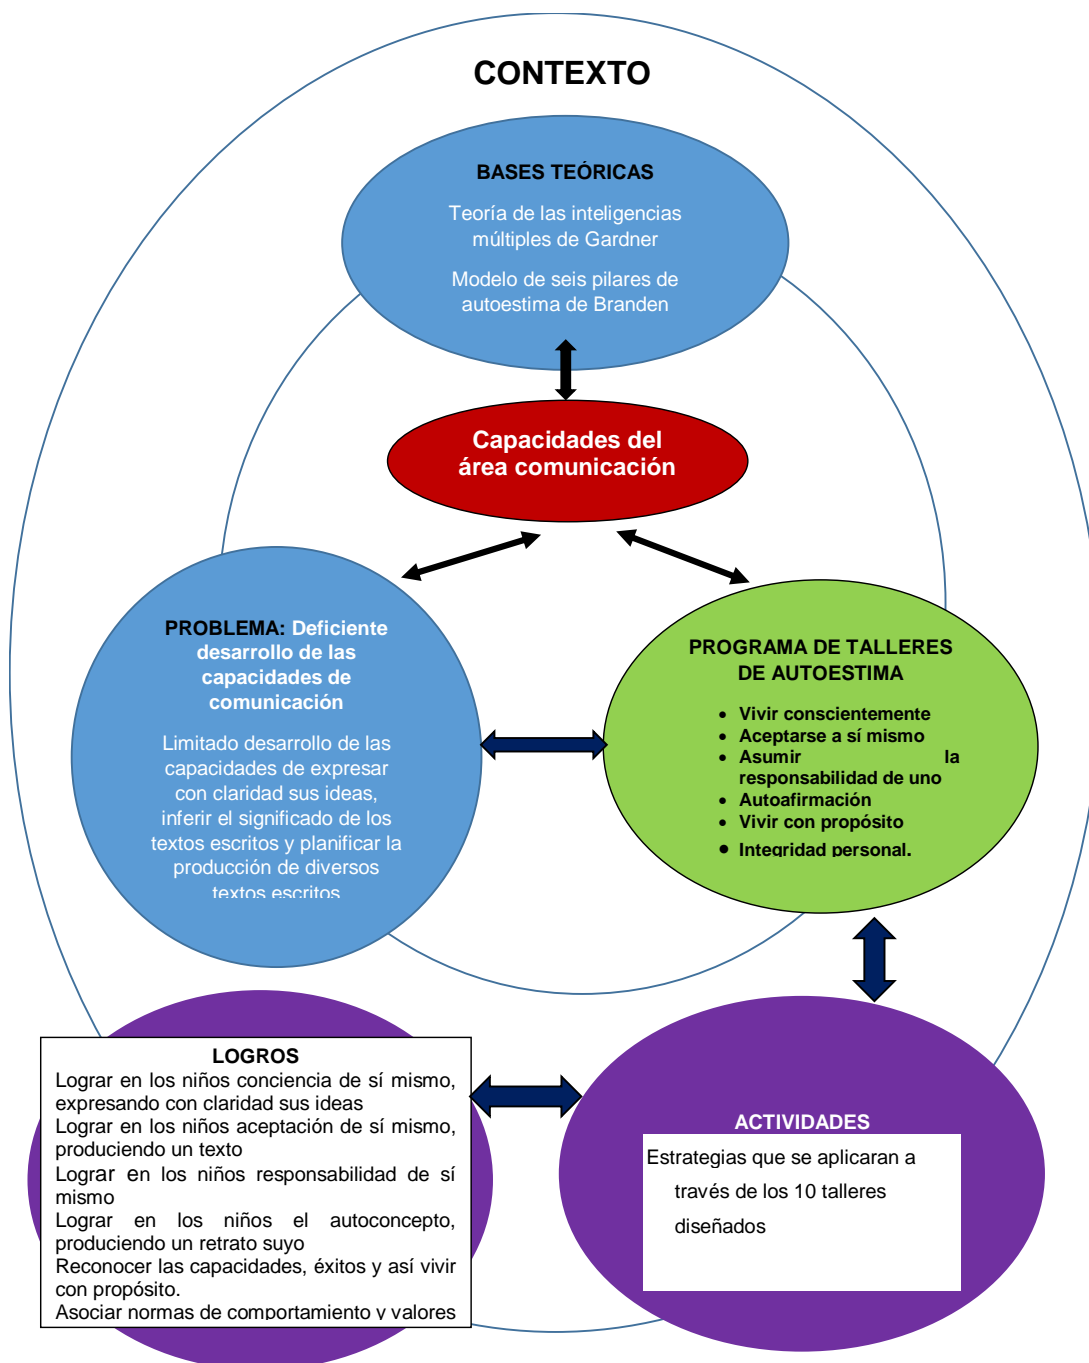 CONTEXTO
BASES TEÓRICAS
Teoría de las inteligencias
múltiples de Gardner
Modelo de seis pilares de
autoestima de Branden
Capacidades del
área comunicación
PROBLEMA: Deficiente
desarrollo de las
capacidades de
comunicación
Limitado desarrollo de las
capacidades de expresar
con claridad sus ideas,
inferir el significado de los
textos escritos y planificar la
producción de diversos
textos escritos
PROGRAMA DE TALLERES
DE AUTOESTIMA
• Vivir conscientemente
• Aceptarse a sí mismo
• Asumir la
responsabilidad de uno
• Autoafirmación
• Vivir con propósito
• Integridad personal.
LOGROS
Lograr en los niños conciencia de sí mismo,
expresando con claridad sus ideas
Lograr en los niños aceptación de sí mismo,
produciendo un texto
Lograr en los niños responsabilidad de sí
mismo
Lograr en los niños el autoconcepto,
produciendo un retrato suyo
Reconocer las capacidades, éxitos y así vivir
con propósito.
Asociar normas de comportamiento y valores
ACTIVIDADES
Estrategias que se aplicaran a
través de los 10 talleres
diseñados